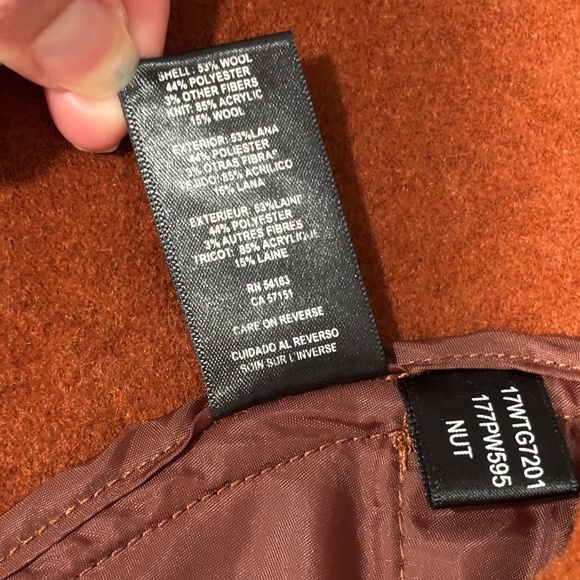 SHELL: 53% WOOL
44% POLYESTER
3% OTHER FIBERS
KNIT: 85% ACRYLIC
15% WOOL
EXTERIOR: 53%LANA
44% POLIESTER
3% OTRAS FIBRAS
TEJIDO: 85% ACRILICO
15% LANA
EXTERIEUR: 53%LAINE
44% POLYESTER
3% AUTRES FIBRES
TRICOT: 85% ACRYLIQUE
15% LAINE
RN 54163
CA 57151
CARE ON REVERSE
CUIDADO AL REVERSO
SOIN SUR L'INVERSE
17WTG7201
177PW595
NUT